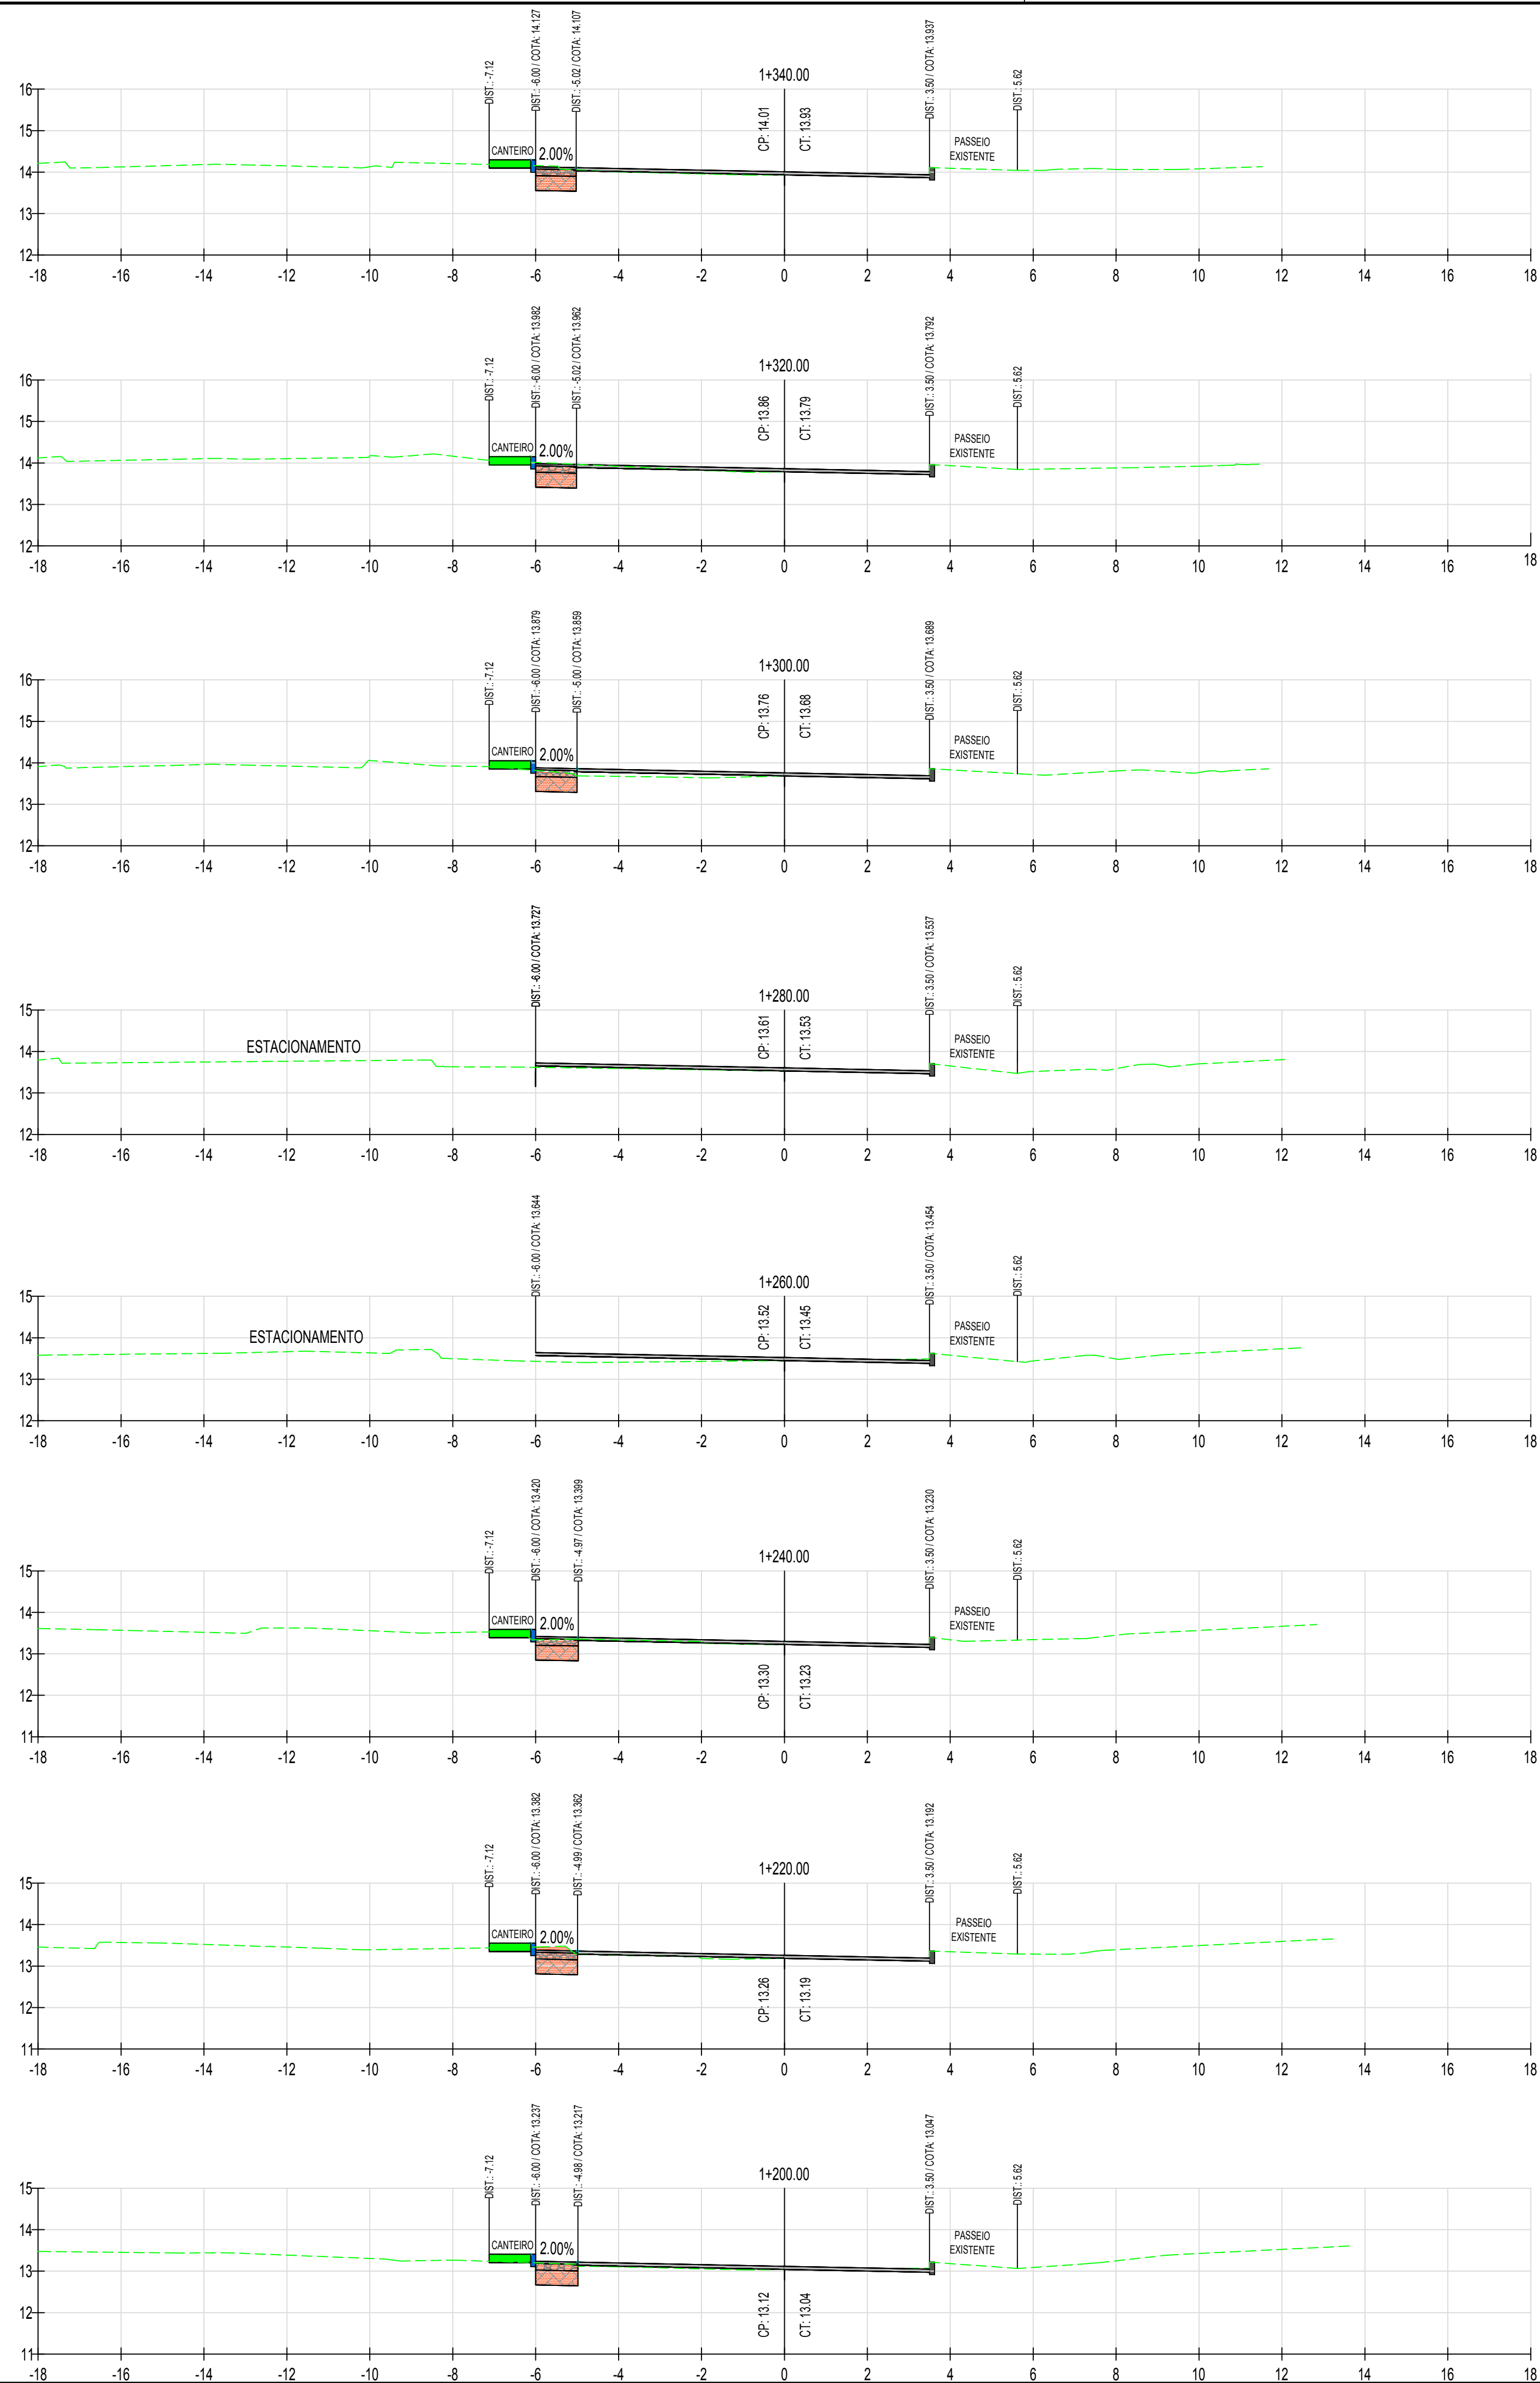 1+340.00
DIST.: -7.12
DIST.: -6.00 / COTA: 14.127
DIST.: -5.02 / COTA: 14.107
CP: 14.01
CT: 13.93
DIST.: 3.50 / COTA: 13.937
DIST.: 5.62
CANTEIRO
2.00%
PASSEIO
EXISTENTE
16
15
14
13
12
-18 -16 -14 -12 -10 -8 -6 -4 -2 0 2 4 6 8 10 12 14 16 18
1+320.00
DIST.: -7.12
DIST.: -6.00 / COTA: 13.982
DIST.: -5.02 / COTA: 13.962
CP: 13.86
CT: 13.79
DIST.: 3.50 / COTA: 13.792
DIST.: 5.62
CANTEIRO
2.00%
PASSEIO
EXISTENTE
16
15
14
13
12
-18 -16 -14 -12 -10 -8 -6 -4 -2 0 2 4 6 8 10 12 14 16 18
1+300.00
DIST.: -7.12
DIST.: -6.00 / COTA: 13.879
DIST.: -5.00 / COTA: 13.859
CP: 13.76
CT: 13.68
DIST.: 3.50 / COTA: 13.689
DIST.: 5.62
CANTEIRO
2.00%
PASSEIO
EXISTENTE
16
15
14
13
12
-18 -16 -14 -12 -10 -8 -6 -4 -2 0 2 4 6 8 10 12 14 16 18
1+280.00
DIST.: -6.00 / COTA: 13.727
CP: 13.61
CT: 13.53
DIST.: 3.50 / COTA: 13.537
DIST.: 5.62
ESTACIONAMENTO
PASSEIO
EXISTENTE
15
14
13
12
-18 -16 -14 -12 -10 -8 -6 -4 -2 0 2 4 6 8 10 12 14 16 18
1+260.00
DIST.: -6.00 / COTA: 13.644
CP: 13.52
CT: 13.45
DIST.: 3.50 / COTA: 13.454
DIST.: 5.62
ESTACIONAMENTO
PASSEIO
EXISTENTE
15
14
13
12
-18 -16 -14 -12 -10 -8 -6 -4 -2 0 2 4 6 8 10 12 14 16 18
1+240.00
DIST.: -7.12
DIST.: -6.00 / COTA: 13.420
DIST.: -4.97 / COTA: 13.399
DIST.: 3.50 / COTA: 13.230
DIST.: 5.62
CANTEIRO
2.00%
PASSEIO
EXISTENTE
CP: 13.30
CT: 13.23
15
14
13
12
11
-18 -16 -14 -12 -10 -8 -6 -4 -2 0 2 4 6 8 10 12 14 16 18
1+220.00
DIST.: -7.12
DIST.: -6.00 / COTA: 13.382
DIST.: -4.99 / COTA: 13.362
DIST.: 3.50 / COTA: 13.192
DIST.: 5.62
CANTEIRO
2.00%
PASSEIO
EXISTENTE
CP: 13.26
CT: 13.19
15
14
13
12
11
-18 -16 -14 -12 -10 -8 -6 -4 -2 0 2 4 6 8 10 12 14 16 18
1+200.00
DIST.: -7.12
DIST.: -6.00 / COTA: 13.237
DIST.: -4.98 / COTA: 13.217
DIST.: 3.50 / COTA: 13.047
DIST.: 5.62
CANTEIRO
2.00%
PASSEIO
EXISTENTE
CP: 13.12
CT: 13.04
15
14
13
12
11
-18 -16 -14 -12 -10 -8 -6 -4 -2 0 2 4 6 8 10 12 14 16 18